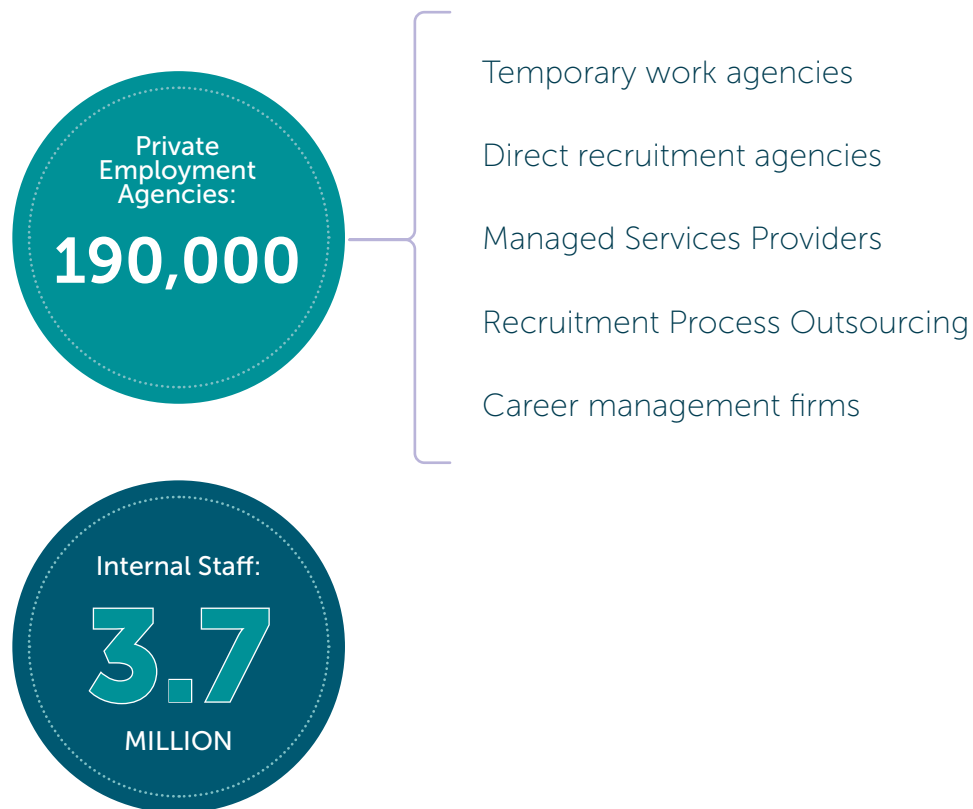 Private
Employment
Agencies:
190,000
Temporary work agencies
Direct recruitment agencies
Managed Services Providers
Recruitment Process Outsourcing
Career management firms
Internal Staff:
3.7
MILLION